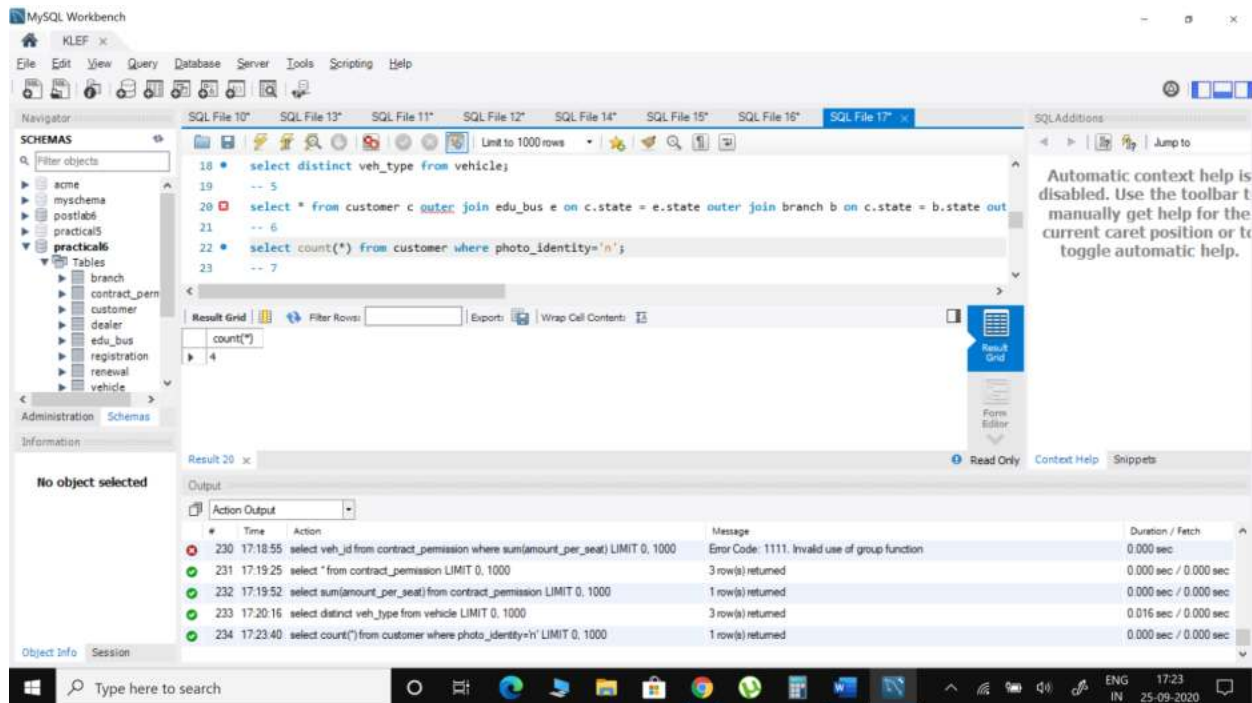 MySQL Workbench
KLEF ×
File Edit View Query Database Server Tools Scripting Help
Navigator
SCHEMAS
Filter objects
acme
myschema
postlab6
practical5
practical6
Tables
branch
contract_perm
customer
dealer
edu_bus
registration
renewal
vehicle
Administration Schemas
Information
No object selected
Object Info Session
SQL File 10* SQL File 13* SQL File 11* SQL File 12* SQL File 14* SQL File 15* SQL File 16* SQL File 17* ×
Limit to 1000 rows
18 select distinct veh_type from vehicle;
19 -- 5
20 select * from customer c outer join edu_bus e on c.state = e.state outer join branch b on c.state = b.state out
21 -- 6
22 select count(*) from customer where photo_identity='n';
23 -- 7
Result Grid Filter Rows: Export: Wrap Cell Content:
count(*)
4
Result Grid
Form Editor
Result 20 × Read Only
Output
Action Output
# Time Action Message Duration / Fetch
230 17:18:55 select veh_id from contract_permission where sum(amount_per_seat) LIMIT 0, 1000 Error Code: 1111. Invalid use of group function 0.000 sec
231 17:19:25 select * from contract_permission LIMIT 0, 1000 3 row(s) returned 0.000 sec / 0.000 sec
232 17:19:52 select sum(amount_per_seat) from contract_permission LIMIT 0, 1000 1 row(s) returned 0.000 sec / 0.000 sec
233 17:20:16 select distinct veh_type from vehicle LIMIT 0, 1000 3 row(s) returned 0.016 sec / 0.000 sec
234 17:23:40 select count(*) from customer where photo_identity='n' LIMIT 0, 1000 1 row(s) returned 0.000 sec / 0.000 sec
SQLAdditions
Jump to
Automatic context help is
disabled. Use the toolbar t
manually get help for the
current caret position or to
toggle automatic help.
Context Help Snippets
Type here to search
ENG
IN
17:23
25-09-2020